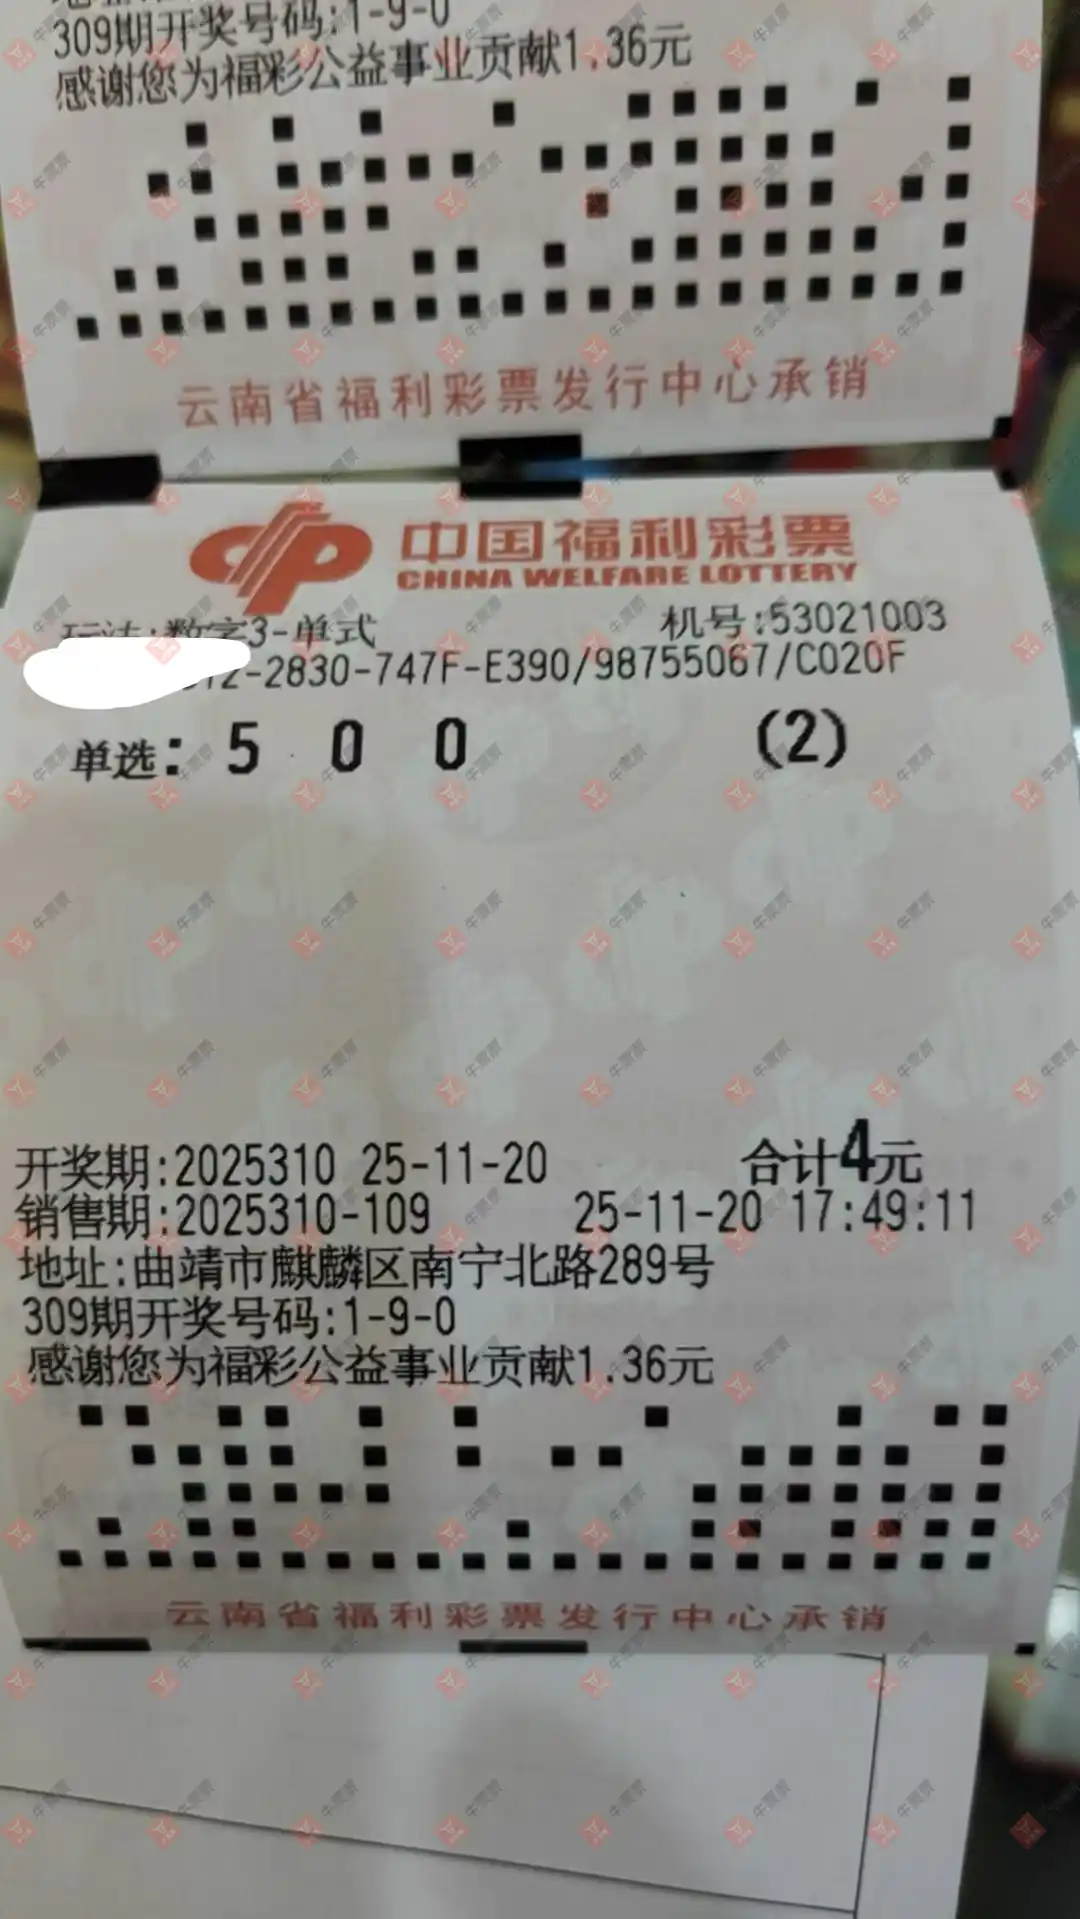 309期开奖号码:1-9-0
感谢您为福彩公益事业贡献1.36元
云南省福利彩票发行中心承销
中国福利彩票
CHINA WELFARE LOTTERY
玩法:数字3-单式 机号:53021003
-2830-747F-E390/98755067/C020F
单选: 5 0 0 (2)
开奖期:2025310 25-11-20 合计4元
销售期:2025310-109 25-11-20 17:49:11
地址:曲靖市麒麟区南宁北路289号
309期开奖号码:1-9-0
感谢您为福彩公益事业贡献1.36元
云南省福利彩票发行中心承销